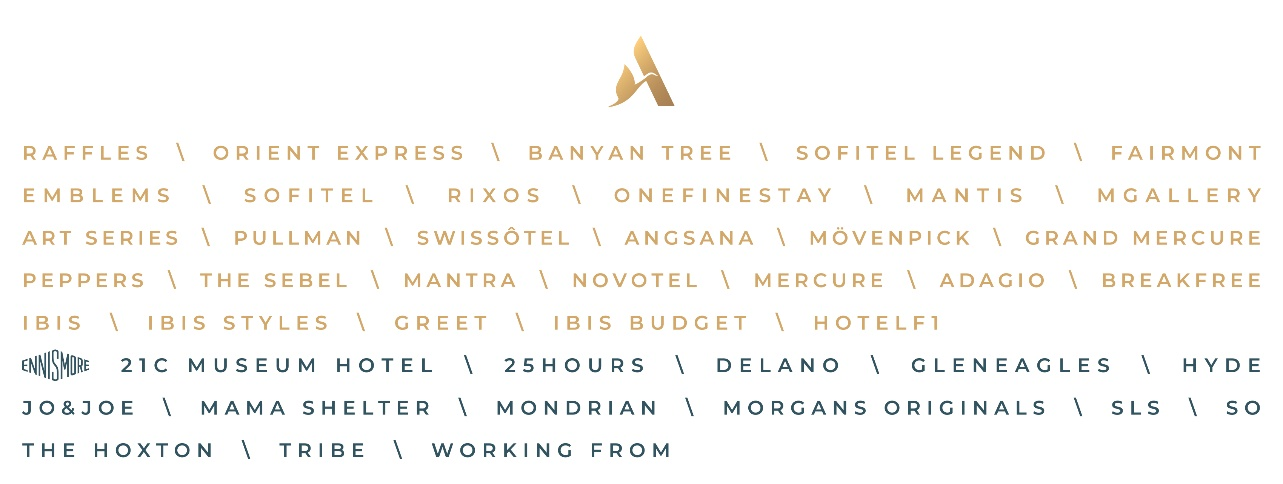 RAFFLES \ ORIENT EXPRESS \ BANYAN TREE \ SOFITEL LEGEND \ FAIRMONT
EMBLEMS \ SOFITEL \ RIXOS \ ONEFINESTAY \ MANTIS \ MGALLERY
ART SERIES \ PULLMAN \ SWISSÔTEL \ ANGSANA \ MÖVENPICK \ GRAND MERCURE
PEPPERS \ THE SEBEL \ MANTRA \ NOVOTEL \ MERCURE \ ADAGIO \ BREAKFREE
IBIS \ IBIS STYLES \ GREET \ IBIS BUDGET \ HOTELF1
ENNISMORE 21C MUSEUM HOTEL \ 25HOURS \ DELANO \ GLENEAGLES \ HYDE
JO&JOE \ MAMA SHELTER \ MONDRIAN \ MORGANS ORIGINALS \ SLS \ SO
THE HOXTON \ TRIBE \ WORKING FROM